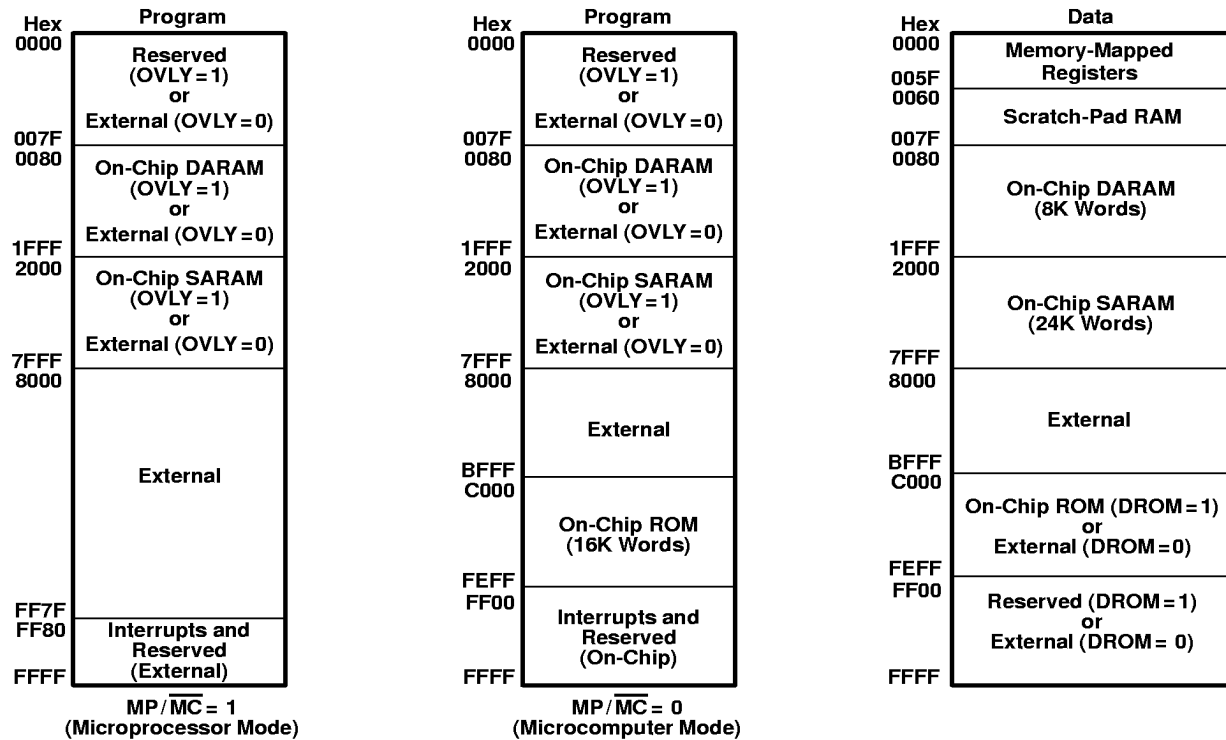 Hex
Program
0000
Reserved
(OVLY = 1)
or
External (OVLY = 0)
007F
0080
On-Chip DARAM
(OVLY = 1)
or
External (OVLY = 0)
1FFF
2000
On-Chip SARAM
(OVLY = 1)
or
External (OVLY = 0)
7FFF
8000
External
FF7F
FF80
Interrupts and
Reserved
(External)
FFFF
MP/M̅C̅ = 1
(Microprocessor Mode)
Hex
Program
0000
Reserved
(OVLY = 1)
or
External (OVLY = 0)
007F
0080
On-Chip DARAM
(OVLY = 1)
or
External (OVLY = 0)
1FFF
2000
On-Chip SARAM
(OVLY = 1)
or
External (OVLY = 0)
7FFF
8000
External
BFFF
C000
On-Chip ROM
(16K Words)
FEFF
FF00
Interrupts and
Reserved
(On-Chip)
FFFF
MP/M̅C̅ = 0
(Microcomputer Mode)
Hex
Data
0000
Memory-Mapped
Registers
005F
0060
Scratch-Pad RAM
007F
0080
On-Chip DARAM
(8K Words)
1FFF
2000
On-Chip SARAM
(24K Words)
7FFF
8000
External
BFFF
C000
On-Chip ROM (DROM = 1)
or
External (DROM = 0)
FEFF
FF00
Reserved (DROM = 1)
or
External (DROM = 0)
FFFF